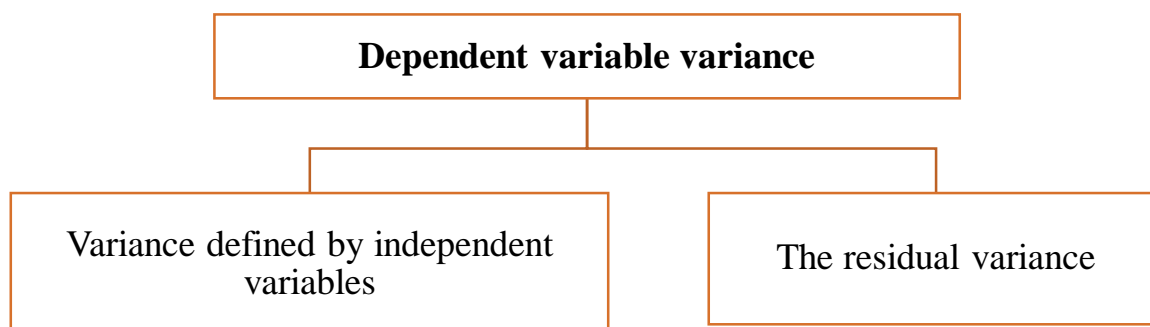 Dependent variable variance
Variance defined by independent
variables
The residual variance